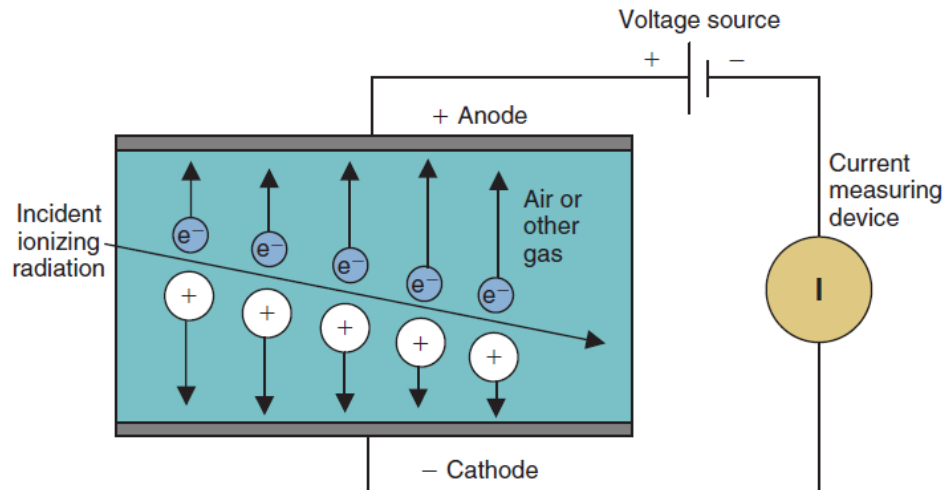 Voltage source
+ −
+ Anode
Incident
ionizing
radiation
Air or
other
gas
Current
measuring
device
e− e− e− e− e−
+ + + + +
I
− Cathode